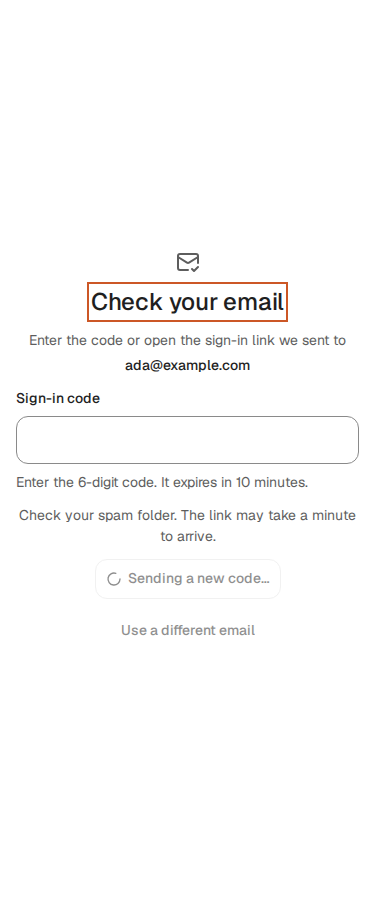 Check your email
Enter the code or open the sign-in link we sent to
ada@example.com
Sign-in code
Enter the 6-digit code. It expires in 10 minutes.
Check your spam folder. The link may take a minute
to arrive.
Sending a new code...
Use a different email